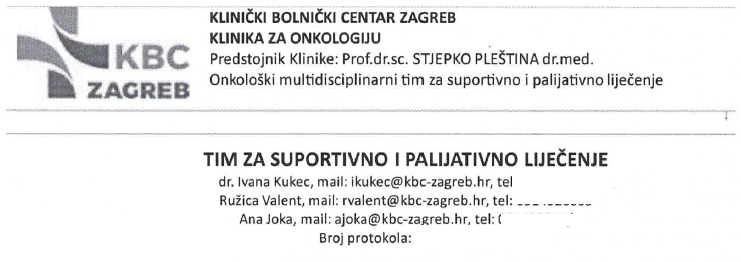 KBC
ZAGREB
KLINIČKI BOLNIČKI CENTAR ZAGREB
KLINIKA ZA ONKOLOGIJU
Predstojnik Klinike: Prof.dr.sc. STJEPKO PLEŠTINA dr.med.
Onkološki multidisciplinarni tim za suportivno i palijativno liječenje
TIM ZA SUPORTIVNO I PALIJATIVNO LIJEČENJE
dr. Ivana Kukec, mail: ikukec@kbc-zagreb.hr, tel
Ružica Valent, mail: rvalent@kbc-zagreb.hr, tel:
Ana Joka, mail: ajoka@kbc-zagreb.hr, tel:
Broj protokola: